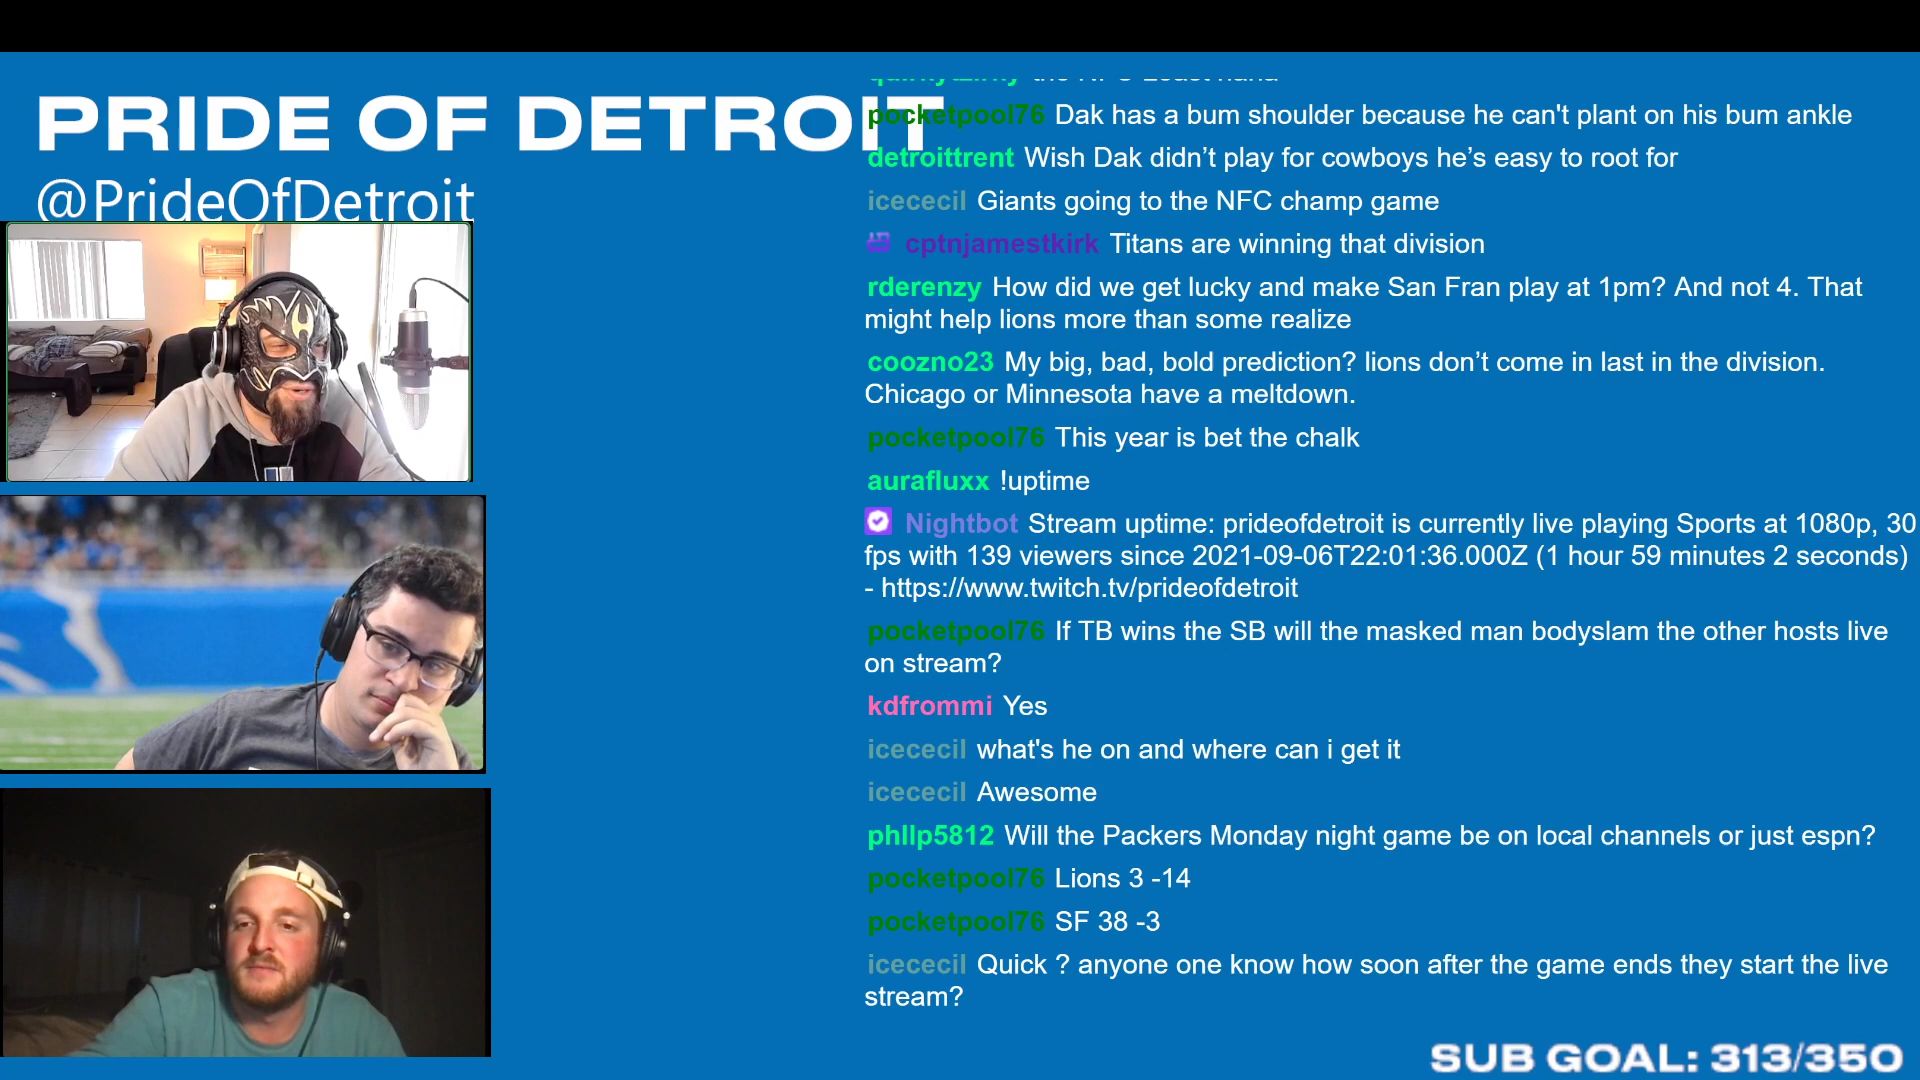 PRIDE OF DETROIT
@PrideOfDetroit
pocketpool76 Dak has a bum shoulder because he can't plant on his bum ankle
detroittrent Wish Dak didn’t play for cowboys he’s easy to root for
icececil Giants going to the NFC champ game
cptnjamestkirk Titans are winning that division
rderenzy How did we get lucky and make San Fran play at 1pm? And not 4. That
might help lions more than some realize
coozno23 My big, bad, bold prediction? lions don’t come in last in the division.
Chicago or Minnesota have a meltdown.
pocketpool76 This year is bet the chalk
aurafluxx !uptime
Nightbot Stream uptime: prideofdetroit is currently live playing Sports at 1080p, 30
fps with 139 viewers since 2021-09-06T22:01:36.000Z (1 hour 59 minutes 2 seconds)
- https://www.twitch.tv/prideofdetroit
pocketpool76 If TB wins the SB will the masked man bodyslam the other hosts live
on stream?
kdfrommi Yes
icececil what's he on and where can i get it
icececil Awesome
phllp5812 Will the Packers Monday night game be on local channels or just espn?
pocketpool76 Lions 3 -14
pocketpool76 SF 38 -3
icececil Quick ? anyone one know how soon after the game ends they start the live
stream?
SUB GOAL: 313/350